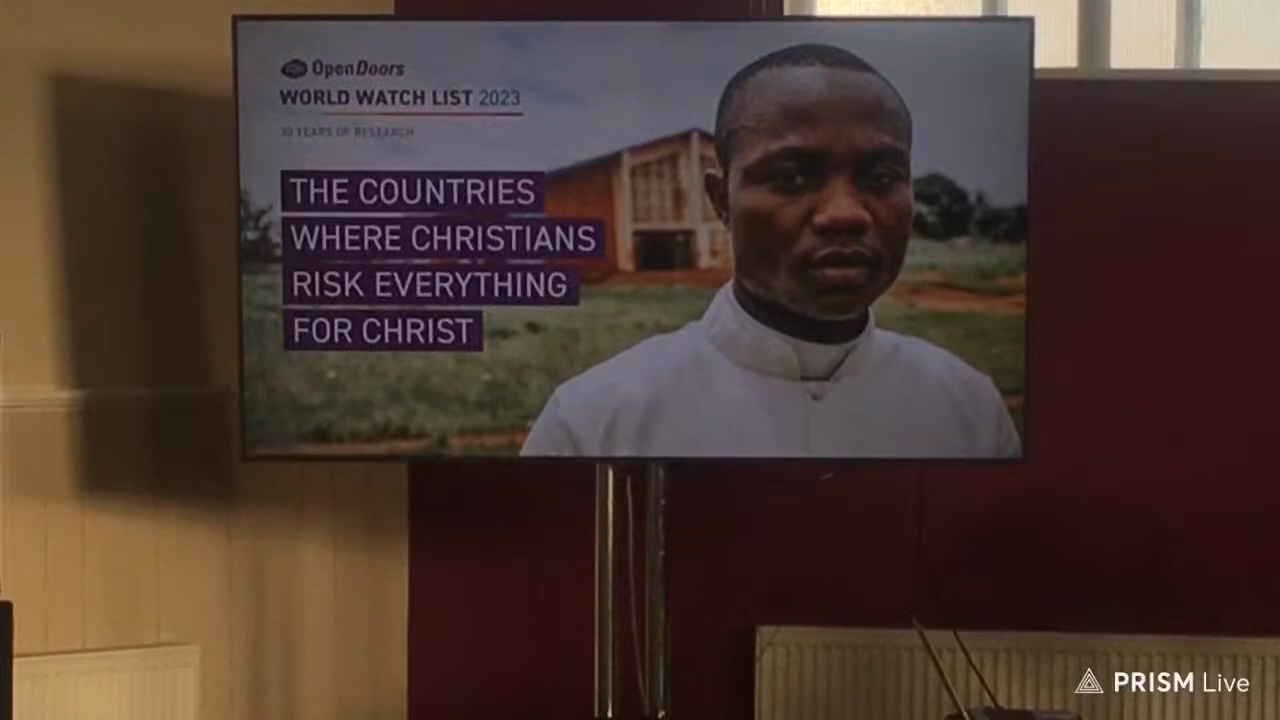 OpenDoors
WORLD WATCH LIST 2023
30 YEARS OF RESEARCH
THE COUNTRIES
WHERE CHRISTIANS
RISK EVERYTHING
FOR CHRIST
PRISM Live